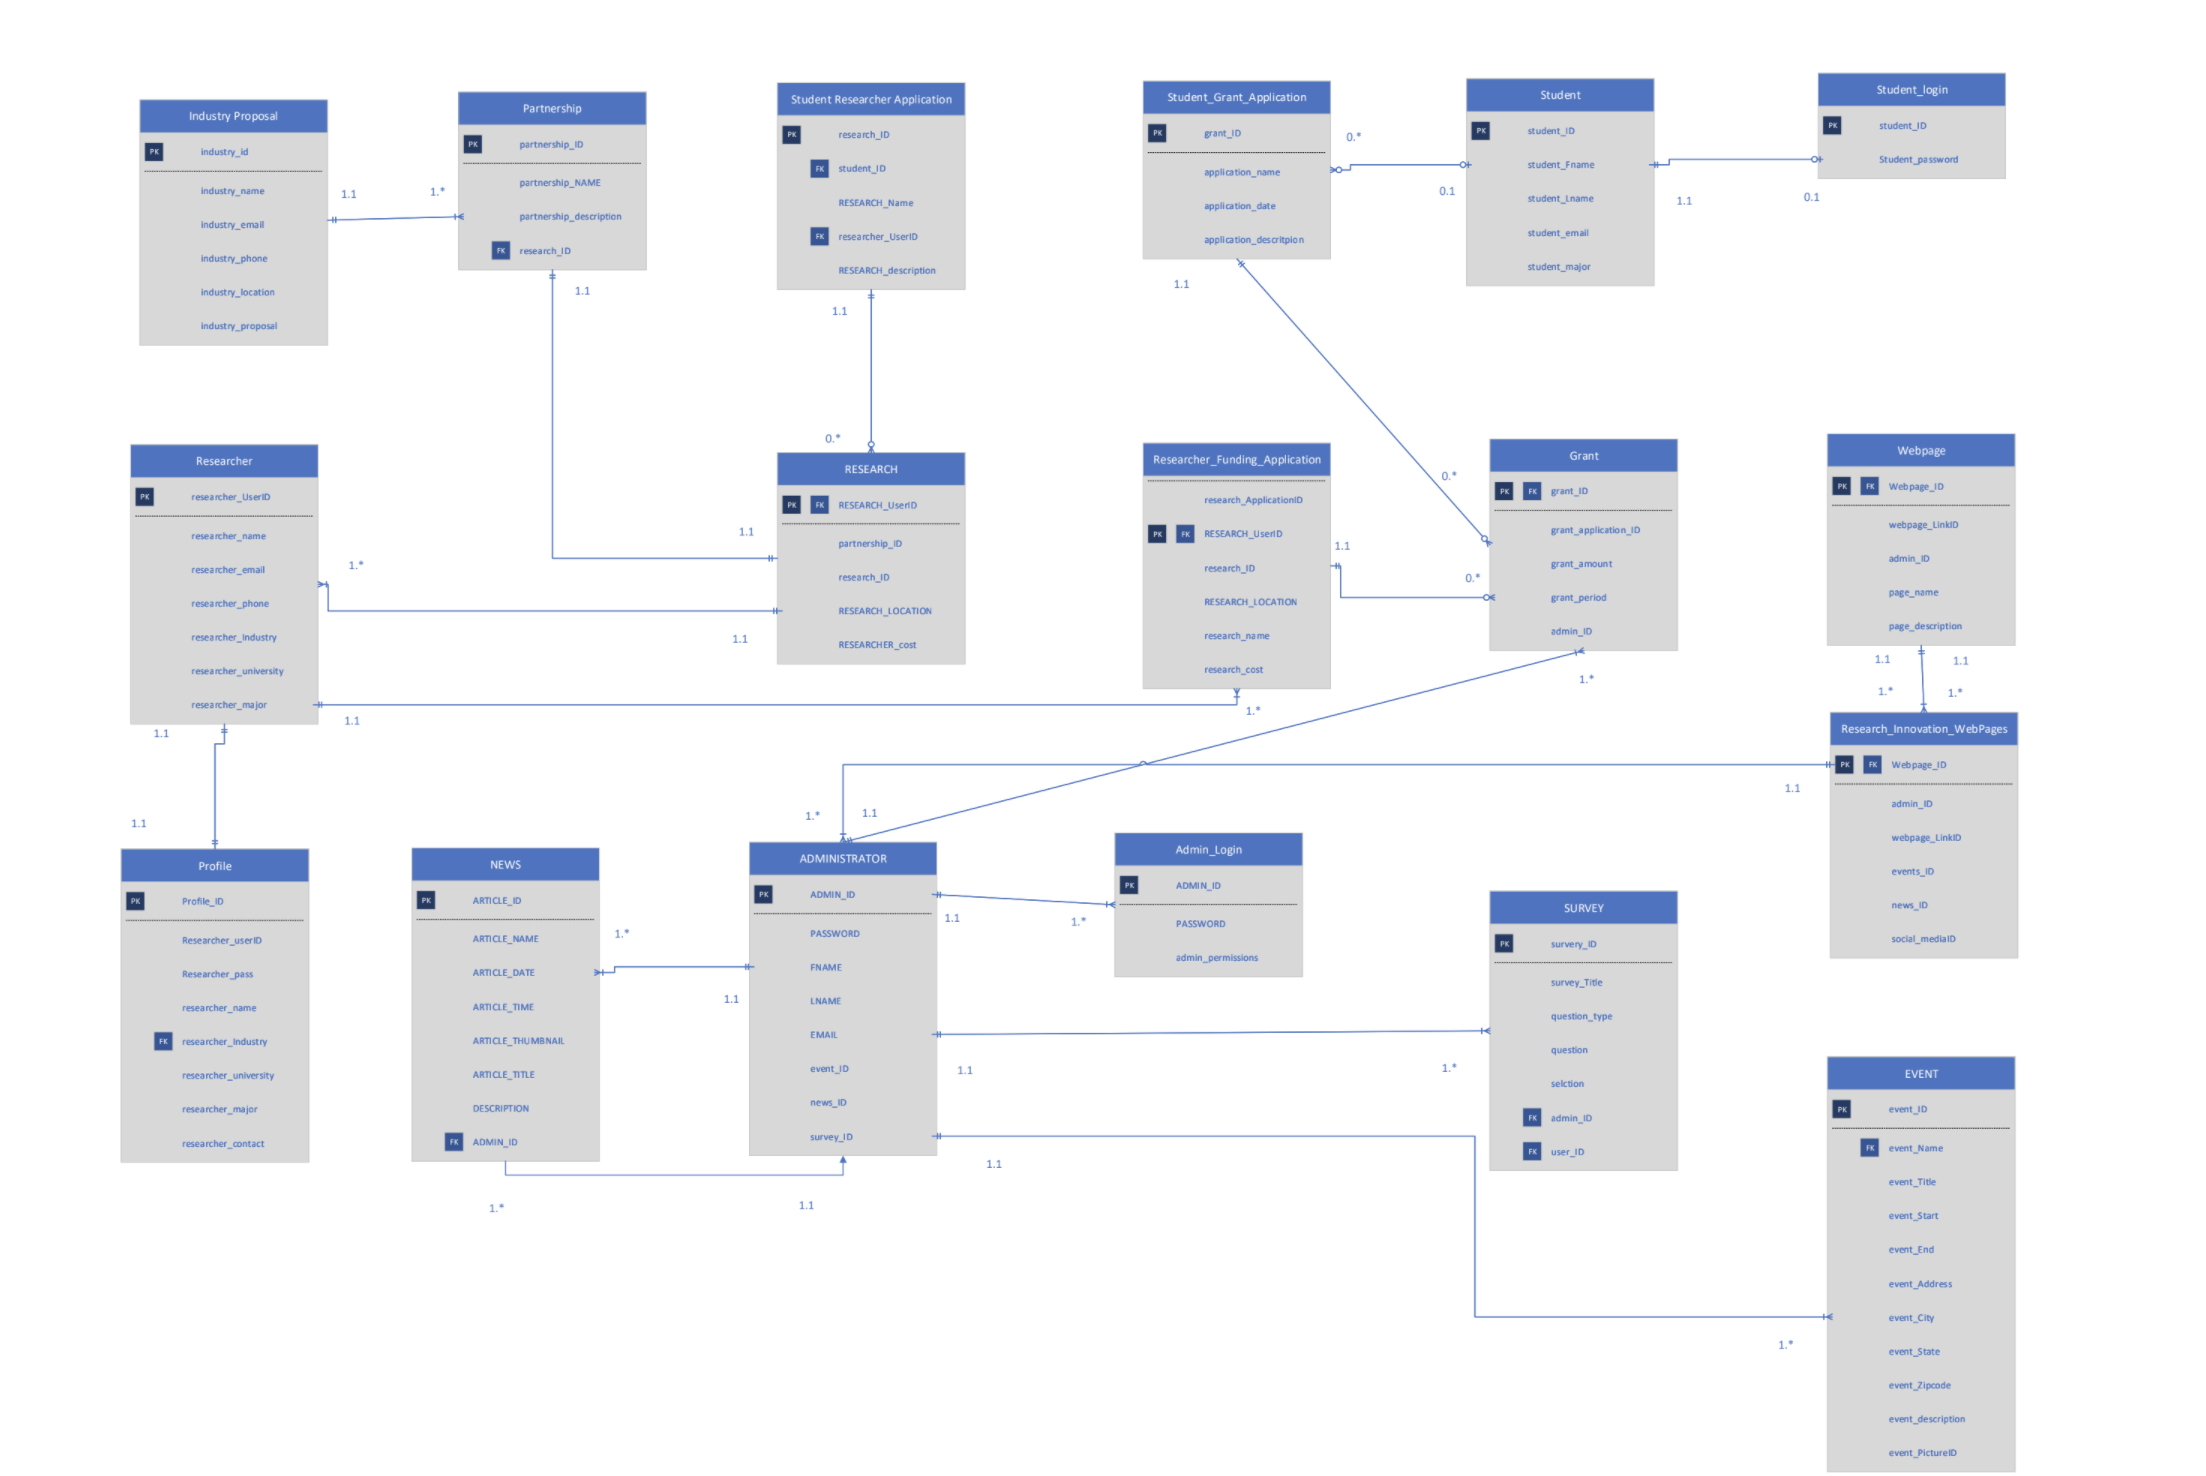 Industry Proposal
PK industry_id
industry_name
industry_email
industry_phone
industry_location
industry_proposal
1.1
1.*
Partnership
PK partnership_ID
partnership_NAME
partnership_description
FK research_ID
1.1
Student Researcher Application
PK research_ID
FK student_ID
RESEARCH_Name
FK researcher_UserID
RESEARCH_description
1.1
0.*
Student_Grant_Application
PK grant_ID
application_name
application_date
application_descritpion
1.1
0.*
0.1
Student
PK student_ID
student_Fname
student_Lname
student_email
student_major
1.1
0.1
Student_login
PK student_ID
Student_password
Researcher
PK researcher_UserID
researcher_name
researcher_email
researcher_phone
researcher_Industry
researcher_university
researcher_major
1.*
1.1
1.1
RESEARCH
PK FK RESEARCH_UserID
partnership_ID
research_ID
RESEARCH_LOCATION
RESEARCHER_cost
1.1
1.1
Researcher_Funding_Application
research_ApplicationID
PK FK RESEARCH_UserID
research_ID
RESEARCH_LOCATION
research_name
research_cost
1.1
0.*
0.*
1.*
Grant
PK FK grant_ID
grant_application_ID
grant_amount
grant_period
admin_ID
1.*
Webpage
PK FK Webpage_ID
webpage_LinkID
admin_ID
page_name
page_description
1.1 1.1
1.* 1.*
Research_Innovation_WebPages
PK FK Webpage_ID
admin_ID
webpage_LinkID
events_ID
news_ID
social_mediaID
1.1
1.1
Profile
PK Profile_ID
Researcher_userID
Researcher_pass
researcher_name
FK researcher_Industry
researcher_university
researcher_major
researcher_contact
NEWS
PK ARTICLE_ID
ARTICLE_NAME
ARTICLE_DATE
ARTICLE_TIME
ARTICLE_THUMBNAIL
ARTICLE_TITLE
DESCRIPTION
FK ADMIN_ID
1.*
1.1
1.*
1.1
1.* 1.1
ADMINISTRATOR
PK ADMIN_ID
PASSWORD
FNAME
LNAME
EMAIL
event_ID
news_ID
survey_ID
1.1
1.*
1.1
1.*
1.1
1.*
Admin_Login
PK ADMIN_ID
PASSWORD
admin_permissions
SURVEY
PK survery_ID
survey_Title
question_type
question
selction
FK admin_ID
FK user_ID
EVENT
PK event_ID
FK event_Name
event_Title
event_Start
event_End
event_Address
event_City
event_State
event_Zipcode
event_description
event_PictureID